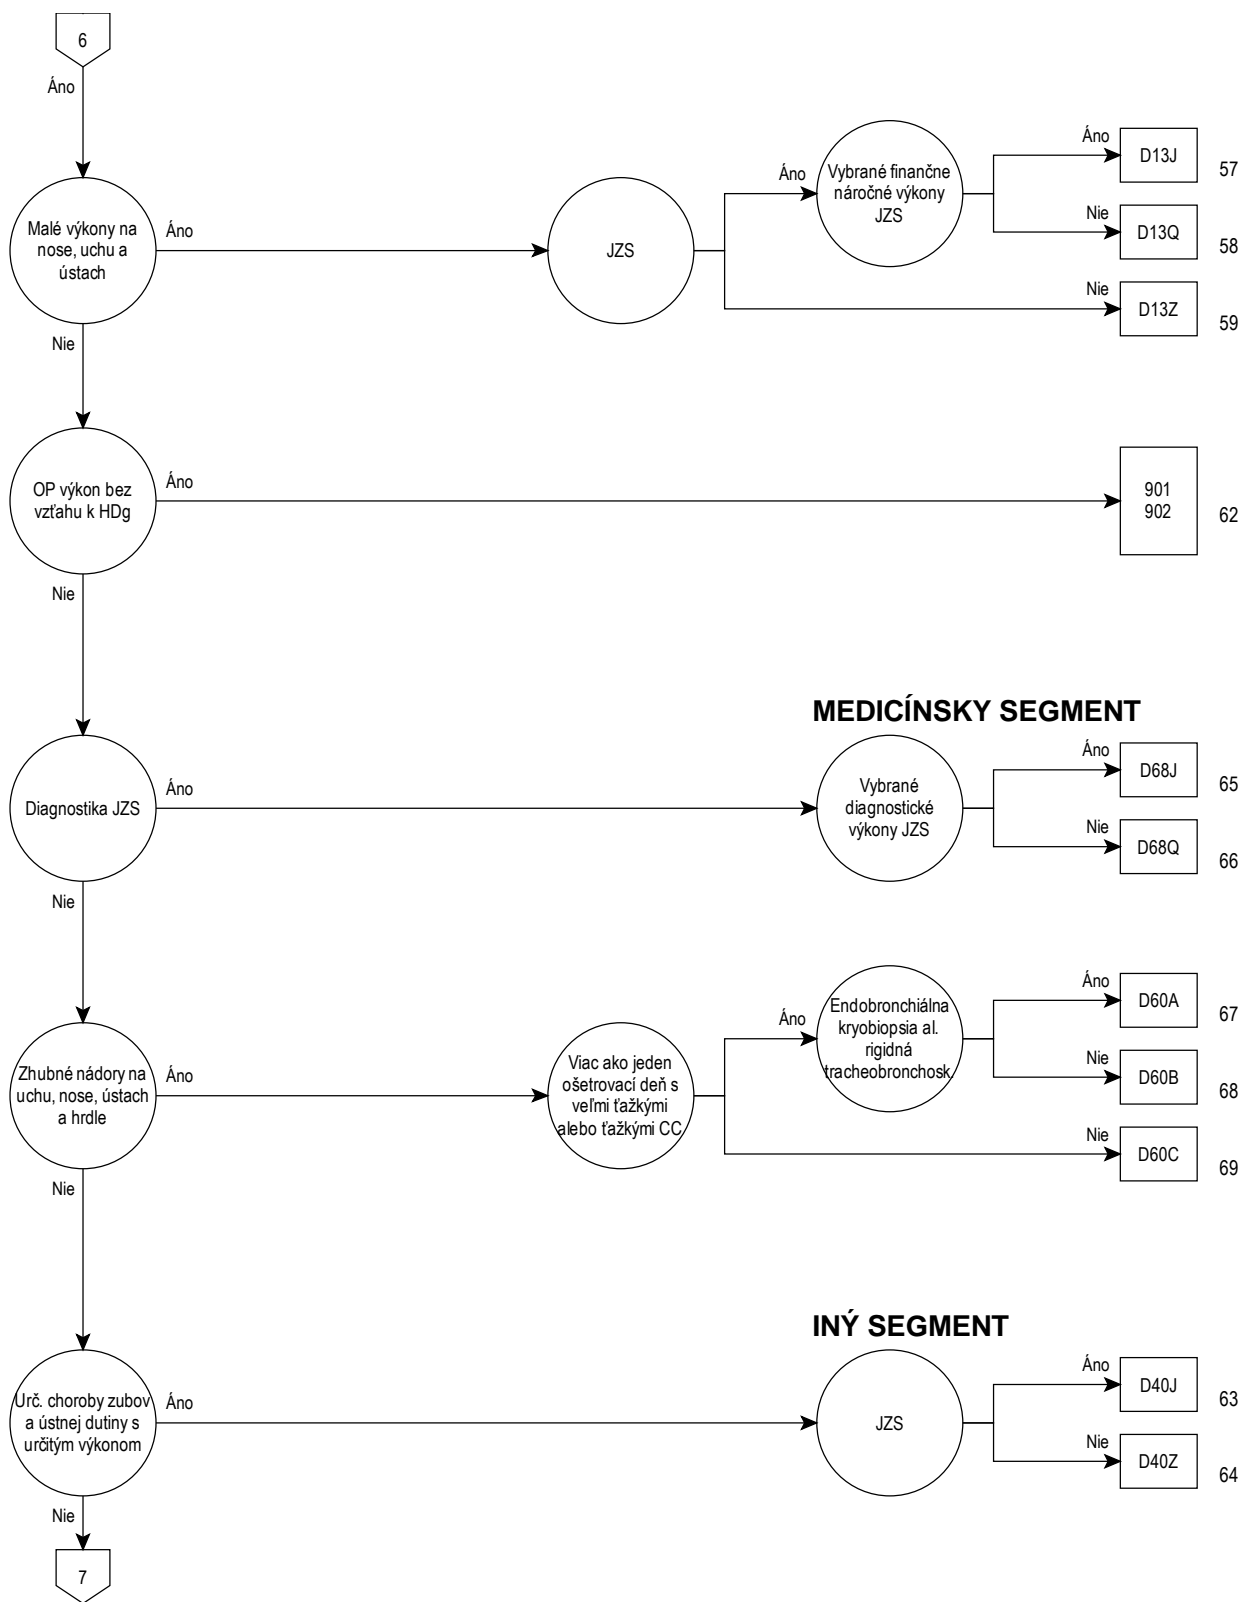 6
Áno
Malé výkony na
nose, uchu a
ústach
Áno
JZS
Áno
Vybrané finančne
náročné výkony
JZS
Áno
D13J
57
Nie
D13Q
58
Nie
D13Z
59
Nie
OP výkon bez
vzťahu k HDg
Áno
901
902
62
Nie
MEDICÍNSKY SEGMENT
Diagnostika JZS
Áno
Vybrané
diagnostické
výkony JZS
Áno
D68J
65
Nie
D68Q
66
Nie
Zhubné nádory na
uchu, nose, ústach
a hrdle
Áno
Viac ako jeden
ošetrovací deň s
veľmi ťažkými
alebo ťažkými CC
Áno
Endobronchiálna
kryobiopsia al.
rigidná
tracheobronchosk.
Áno
D60A
67
Nie
D60B
68
Nie
D60C
69
Nie
INÝ SEGMENT
Urč. choroby zubov
a ústnej dutiny s
určitým výkonom
Áno
JZS
Áno
D40J
63
Nie
D40Z
64
Nie
7